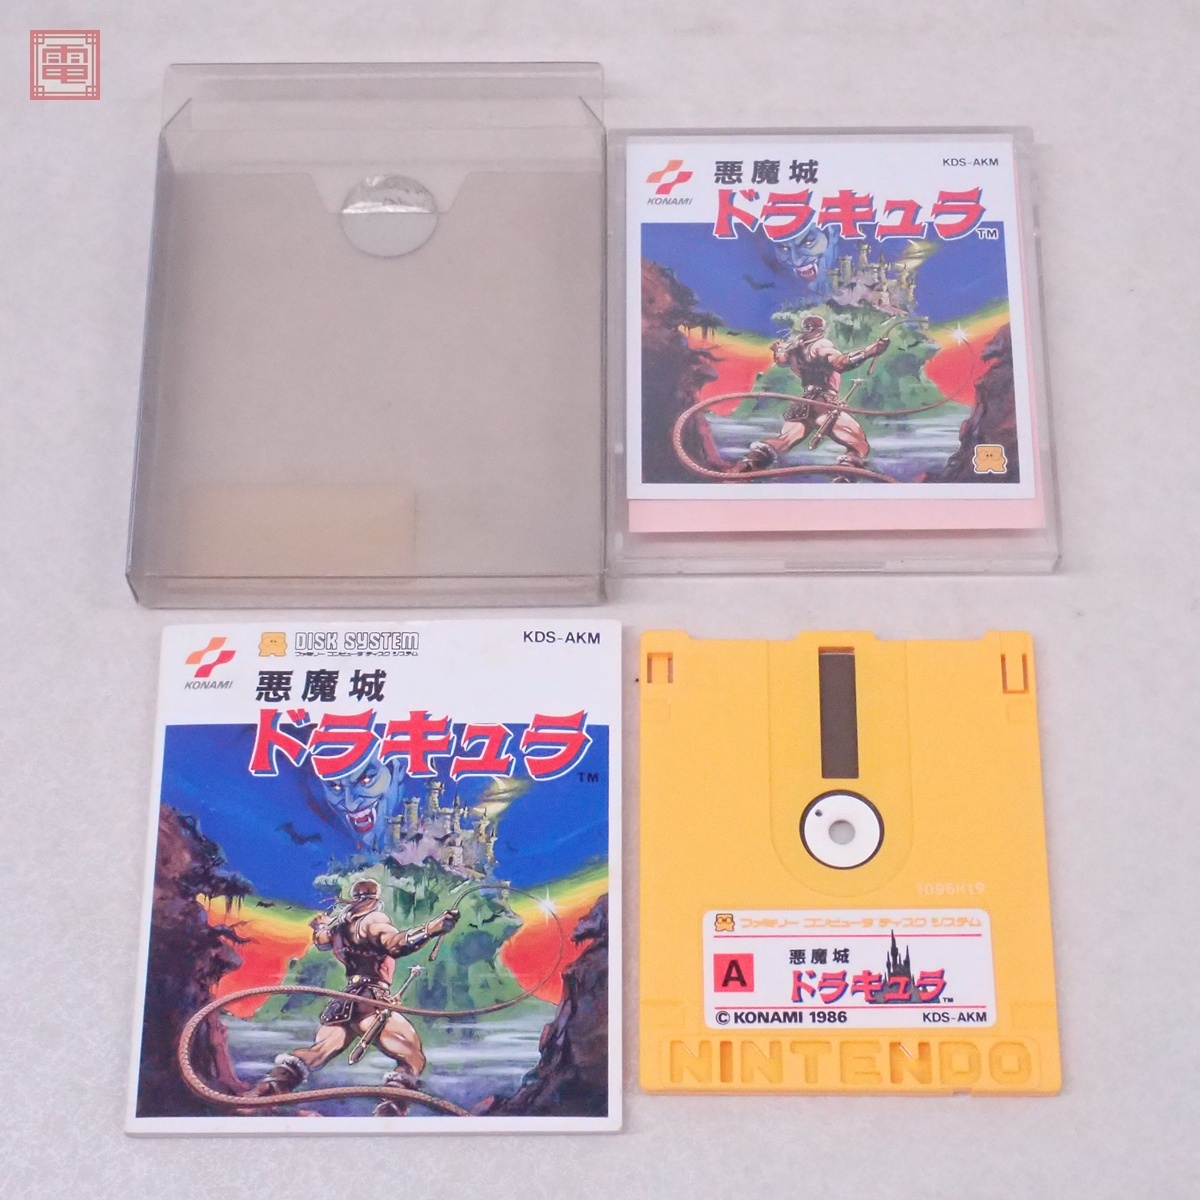 電
KONAMI
悪魔城
ドラキュラ
TM
KDS-AKM
KONAMI
DISK SYSTEM
ファミリー コンピュータ ディスク システム
KDS-AKM
悪魔城
ドラキュラ
TM
ファミリー コンピュータ ディスク システム
A
悪魔城
ドラキュラ
TM
© KONAMI 1986
KDS-AKM
NINTENDO